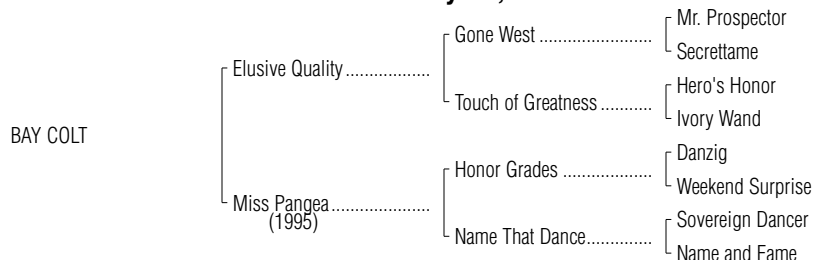 Mr. Prospector
Gone West ....................
Secrettame
Elusive Quality ..................
Hero's Honor
Touch of Greatness ...........
Ivory Wand
BAY COLT
Danzig
Honor Grades ..................
Weekend Surprise
Miss Pangea .....................
(1995)
Sovereign Dancer
Name That Dance .............
Name and Fame